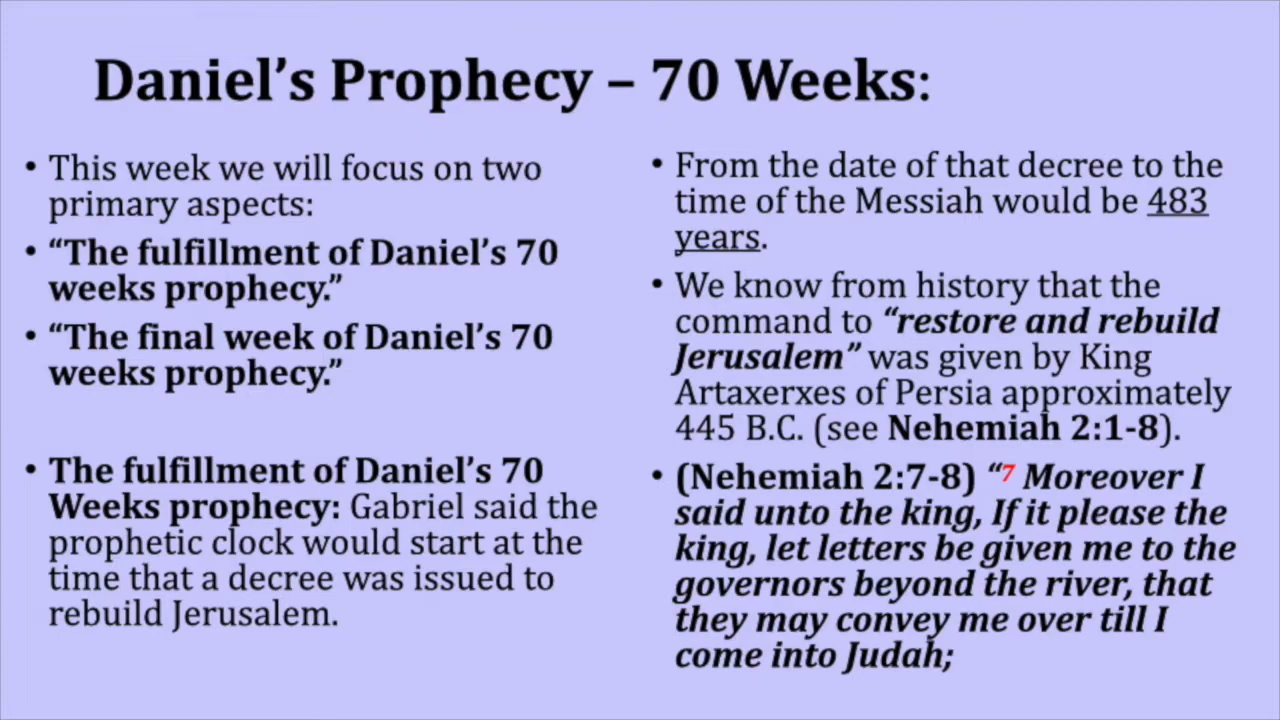 Daniel’s Prophecy – 70 Weeks:
• This week we will focus on two
primary aspects:
• “The fulfillment of Daniel’s 70
weeks prophecy.”
• “The final week of Daniel’s 70
weeks prophecy.”
• The fulfillment of Daniel’s 70
Weeks prophecy: Gabriel said the
prophetic clock would start at the
time that a decree was issued to
rebuild Jerusalem.
• From the date of that decree to the
time of the Messiah would be 483
years.
• We know from history that the
command to “restore and rebuild
Jerusalem” was given by King
Artaxerxes of Persia approximately
445 B.C. (see Nehemiah 2:1-8).
• (Nehemiah 2:7-8) “7 Moreover I
said unto the king, If it please the
king, let letters be given me to the
governors beyond the river, that
they may convey me over till I
come into Judah;